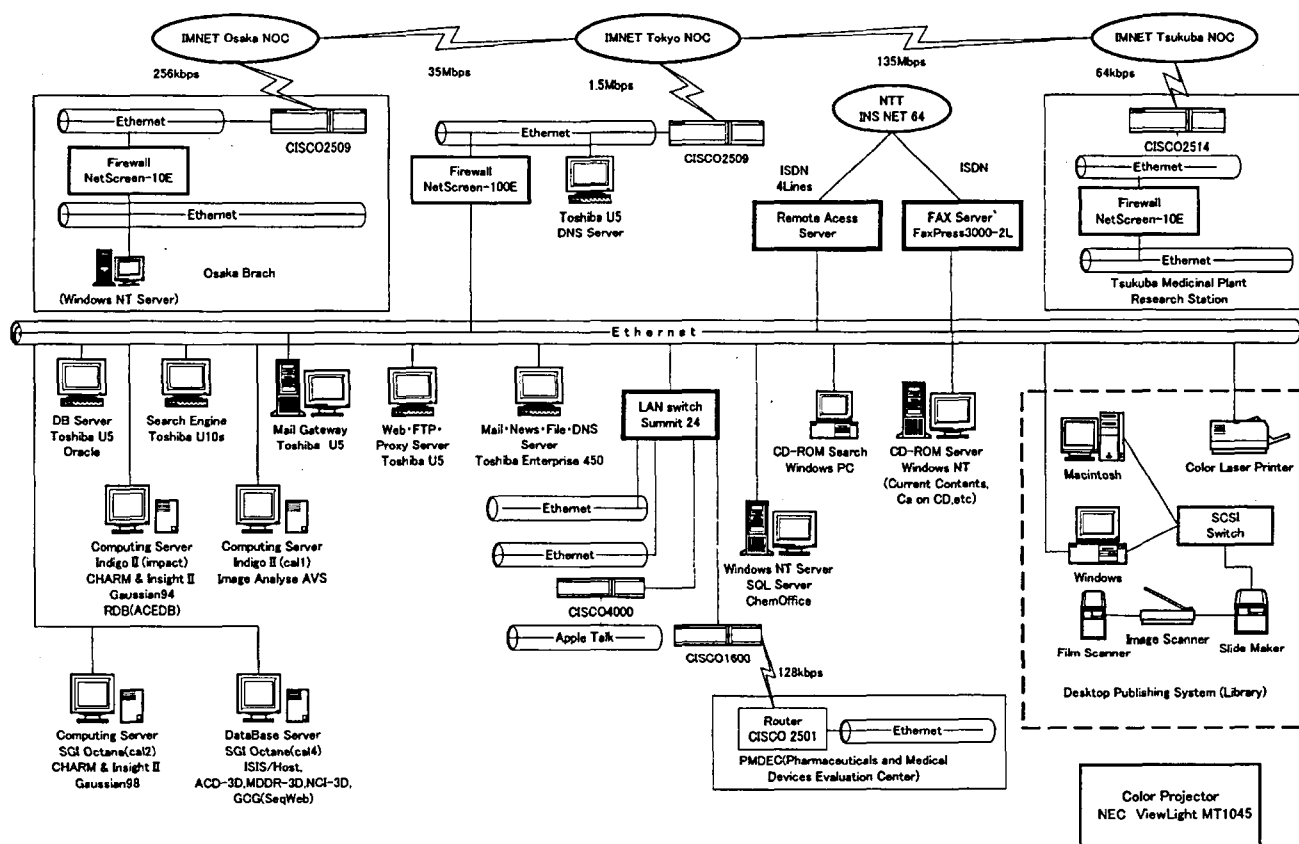 IMNET Osaka NOC
IMNET Tokyo NOC
IMNET Tsukuba NOC
256kbps
35Mbps
1.5Mbps
135Mbps
64kbps
NTT
INS NET 64
Ethernet
CISCO2509
Firewall
NetScreen-10E
Ethernet
(Windows NT Server)
Osaka Brach
Ethernet
CISCO2509
Firewall
NetScreen-100E
Toshiba U5
DNS Server
ISDN
4Lines
ISDN
Remote Acess
Server
FAX Server`
FaxPress3000-2L
CISCO2514
Ethernet
Firewall
NetScreen-10E
Ethernet
Tsukuba Medicinal Plant
Research Station
Ethernet
DB Server
Toshiba U5
Oracle
Search Engine
Toshiba U10s
Mail Gateway
Toshiba U5
Web・FTP・
Proxy Server
Toshiba U5
Mail・News・File・DNS
Server
Toshiba Enterprise 450
LAN switch
Summit 24
CD-ROM Search
Windows PC
CD-ROM Server
Windows NT
(Current Contents,
Ca on CD,etc)
Macintosh
Color Laser Printer
SCSI
Switch
Windows
Film Scanner
Image Scanner
Slide Maker
Desktop Publishing System (Library)
Computing Server
Indigo Ⅱ(impact)
CHARM & Insight Ⅱ
Gaussian94
RDB(ACEDB)
Computing Server
Indigo Ⅱ(cal1)
Image Analyse AVS
Ethernet
Ethernet
CISCO4000
Apple Talk
CISCO1600
Windows NT Server
SQL Server
ChemOffice
128kbps
Router
CISCO 2501
Ethernet
PMDEC(Pharmaceuticals and Medical
Devices Evaluation Center)
Computing Server
SGI Octane(cal2)
CHARM & Insight Ⅱ
Gaussian98
DataBase Server
SGI Octane(cal4)
ISIS/Host,
ACD-3D,MDDR-3D,NCI-3D,
GCG(SeqWeb)
Color Projector
NEC ViewLight MT1045